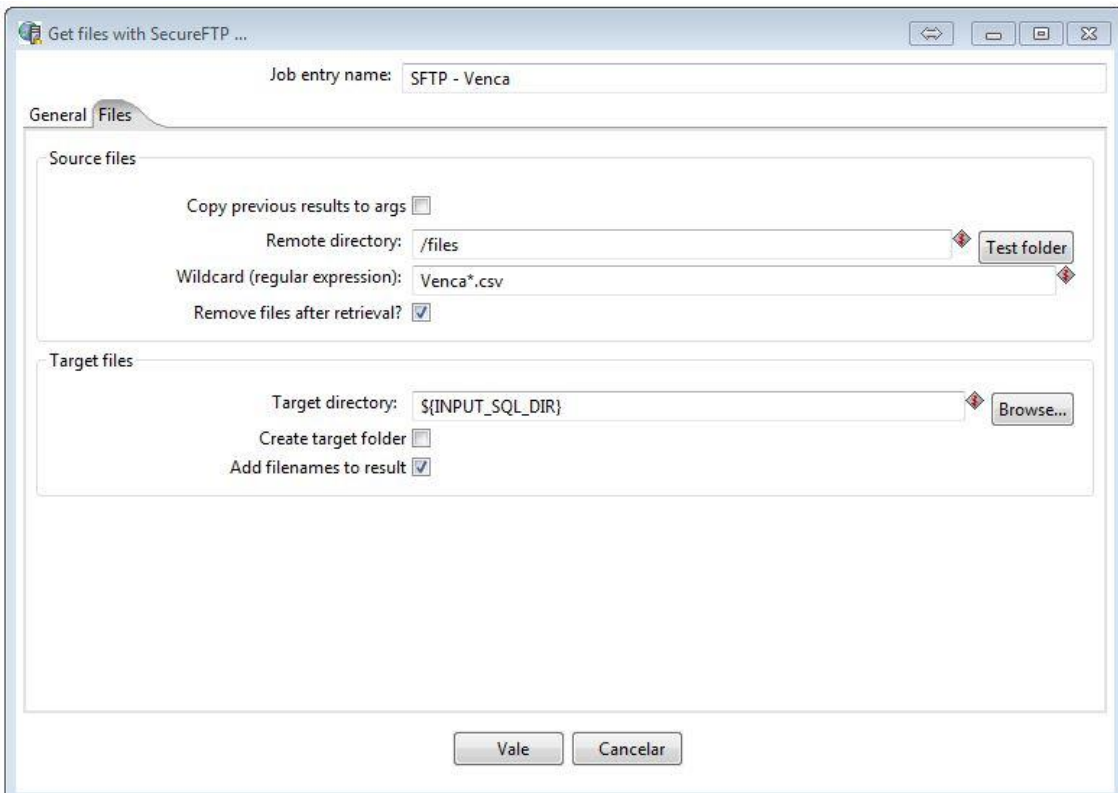 Get files with SecureFTP ...
Job entry name: SFTP - Venca
General Files
Source files
Copy previous results to args
Remote directory: /files Test folder
Wildcard (regular expression): Venca*.csv
Remove files after retrieval?
Target files
Target directory: ${INPUT_SQL_DIR} Browse...
Create target folder
Add filenames to result
Vale Cancelar